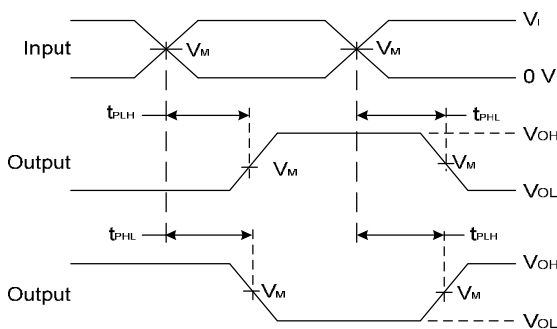 Input
VM
VM
VI
0 V
tPLH
tPHL
Output
VM
VM
VOH
VOL
tPHL
tPLH
Output
VM
VM
VOH
VOL